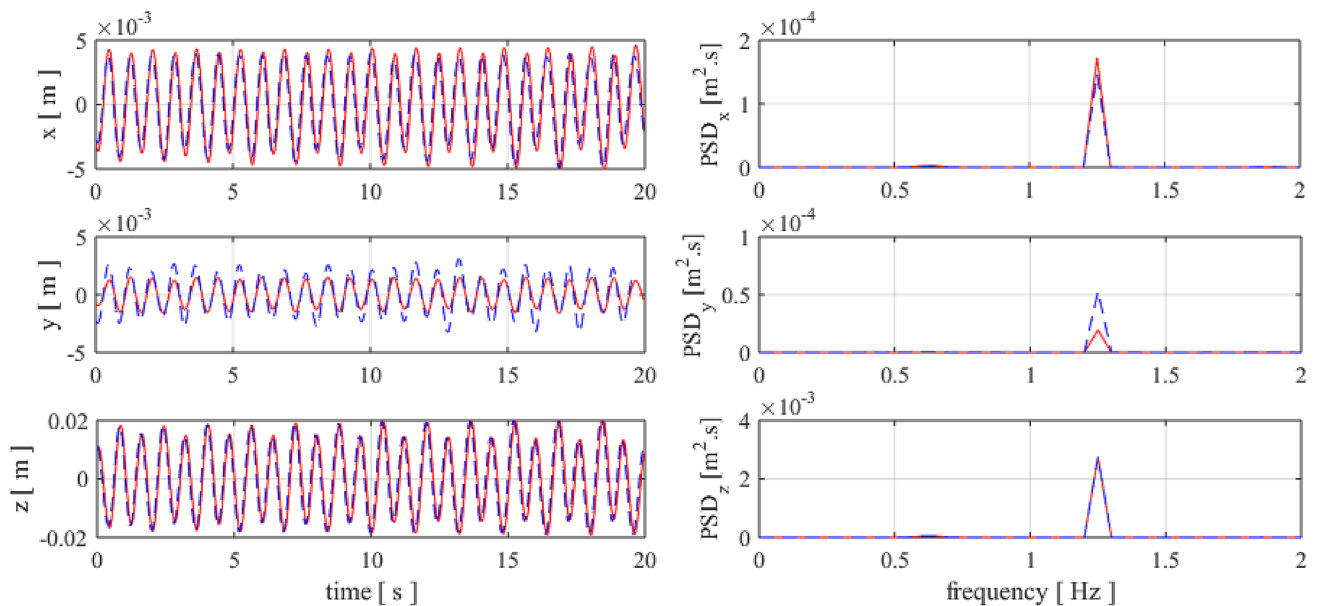 ×10⁻³
5
0
-5
x [ m ]
0 5 10 15 20
×10⁻⁴
2
1
0
PSDₓ [m².s]
0 0.5 1 1.5 2
×10⁻³
5
0
-5
y [ m ]
0 5 10 15 20
×10⁻⁴
1
0.5
0
PSD_y [m².s]
0 0.5 1 1.5 2
0.02
0
-0.02
z [ m ]
0 5 10 15 20
time [ s ]
×10⁻³
4
2
0
PSD_z [m².s]
0 0.5 1 1.5 2
frequency [ Hz ]